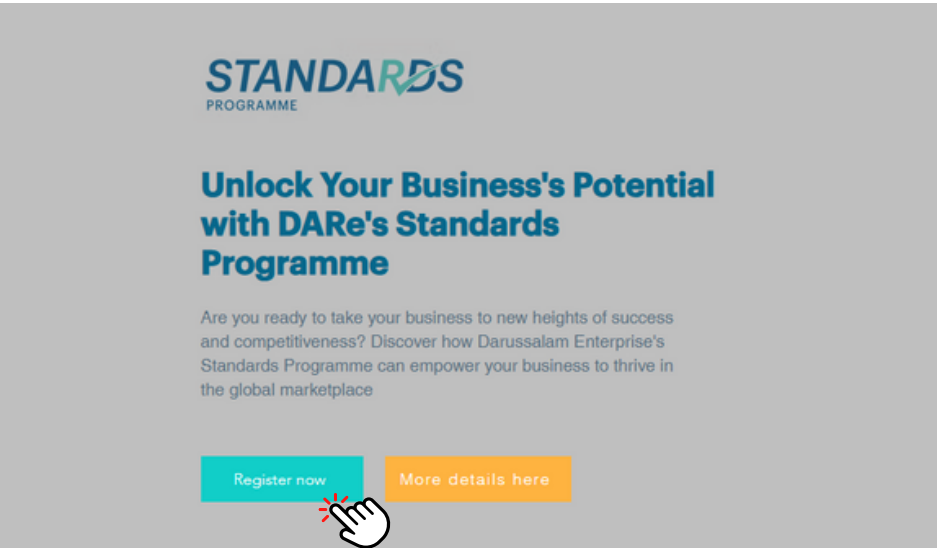 STANDARDS
PROGRAMME
Unlock Your Business's Potential
with DARe's Standards
Programme
Are you ready to take your business to new heights of success
and competitiveness? Discover how Darussalam Enterprise's
Standards Programme can empower your business to thrive in
the global marketplace
Register now
More details here